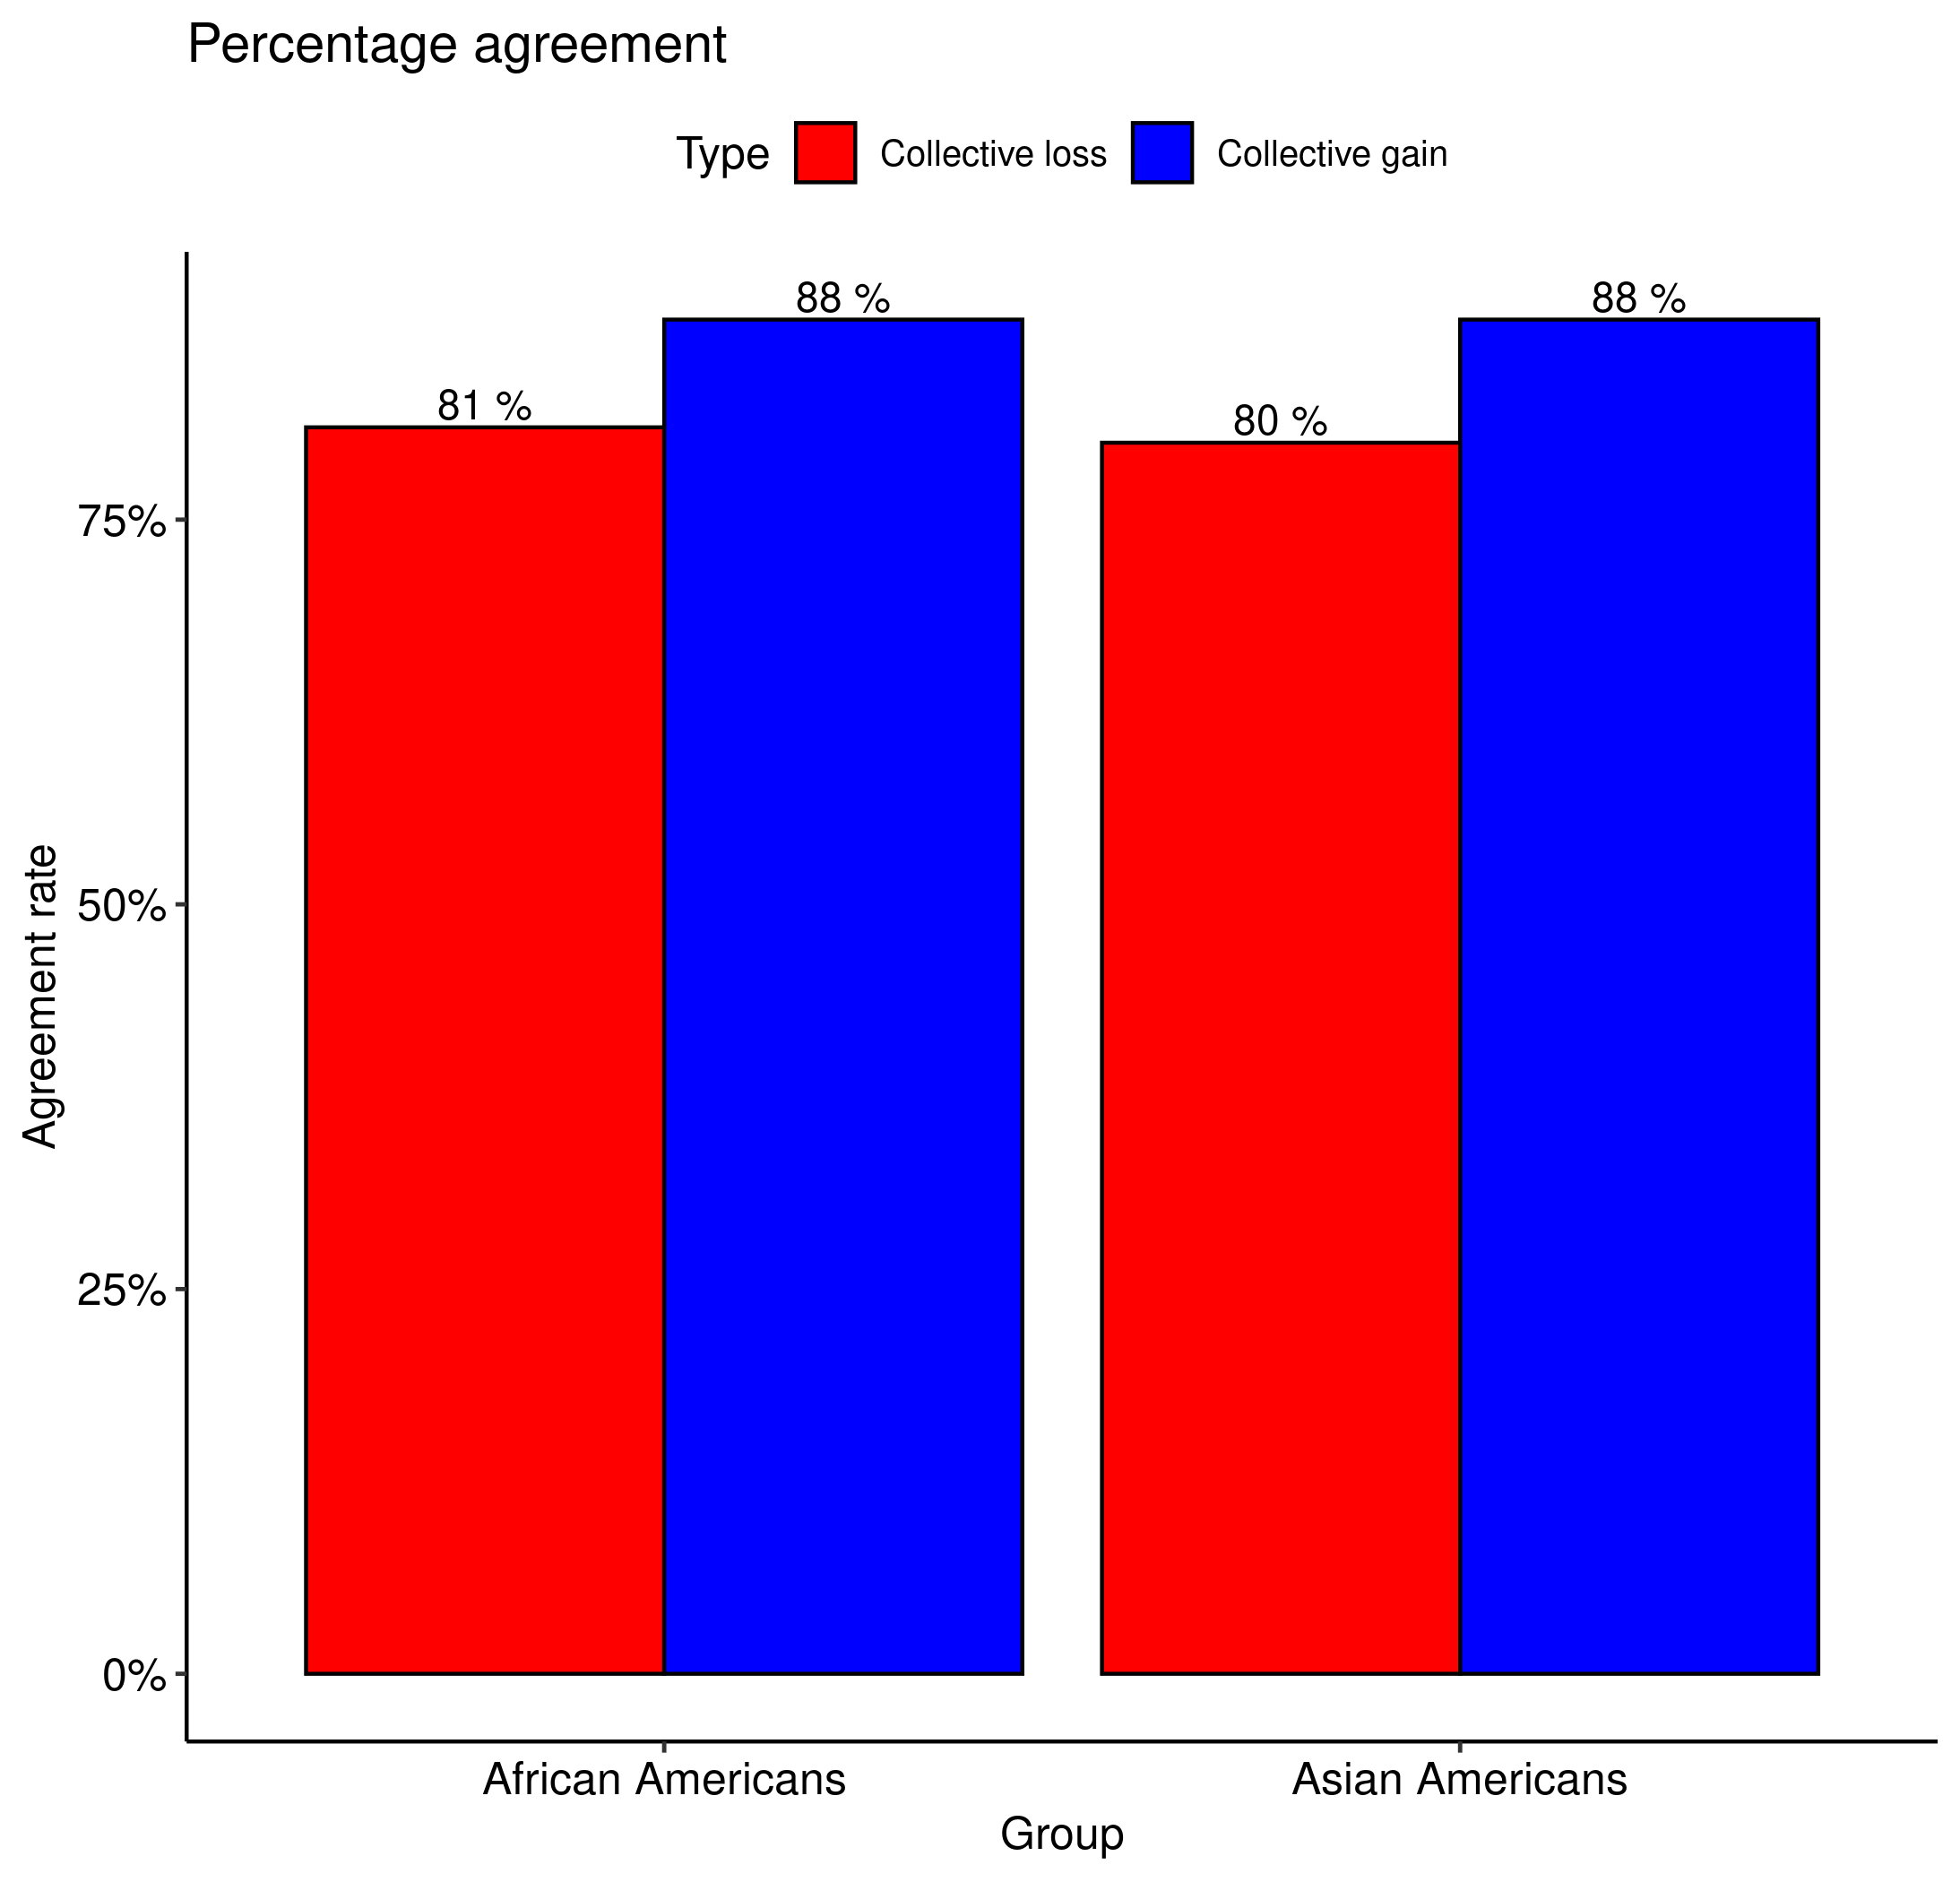 Percentage agreement
Type Collective loss Collective gain
88 %
88 %
81 %
80 %
75%
50%
25%
0%
Agreement rate
African Americans
Asian Americans
Group